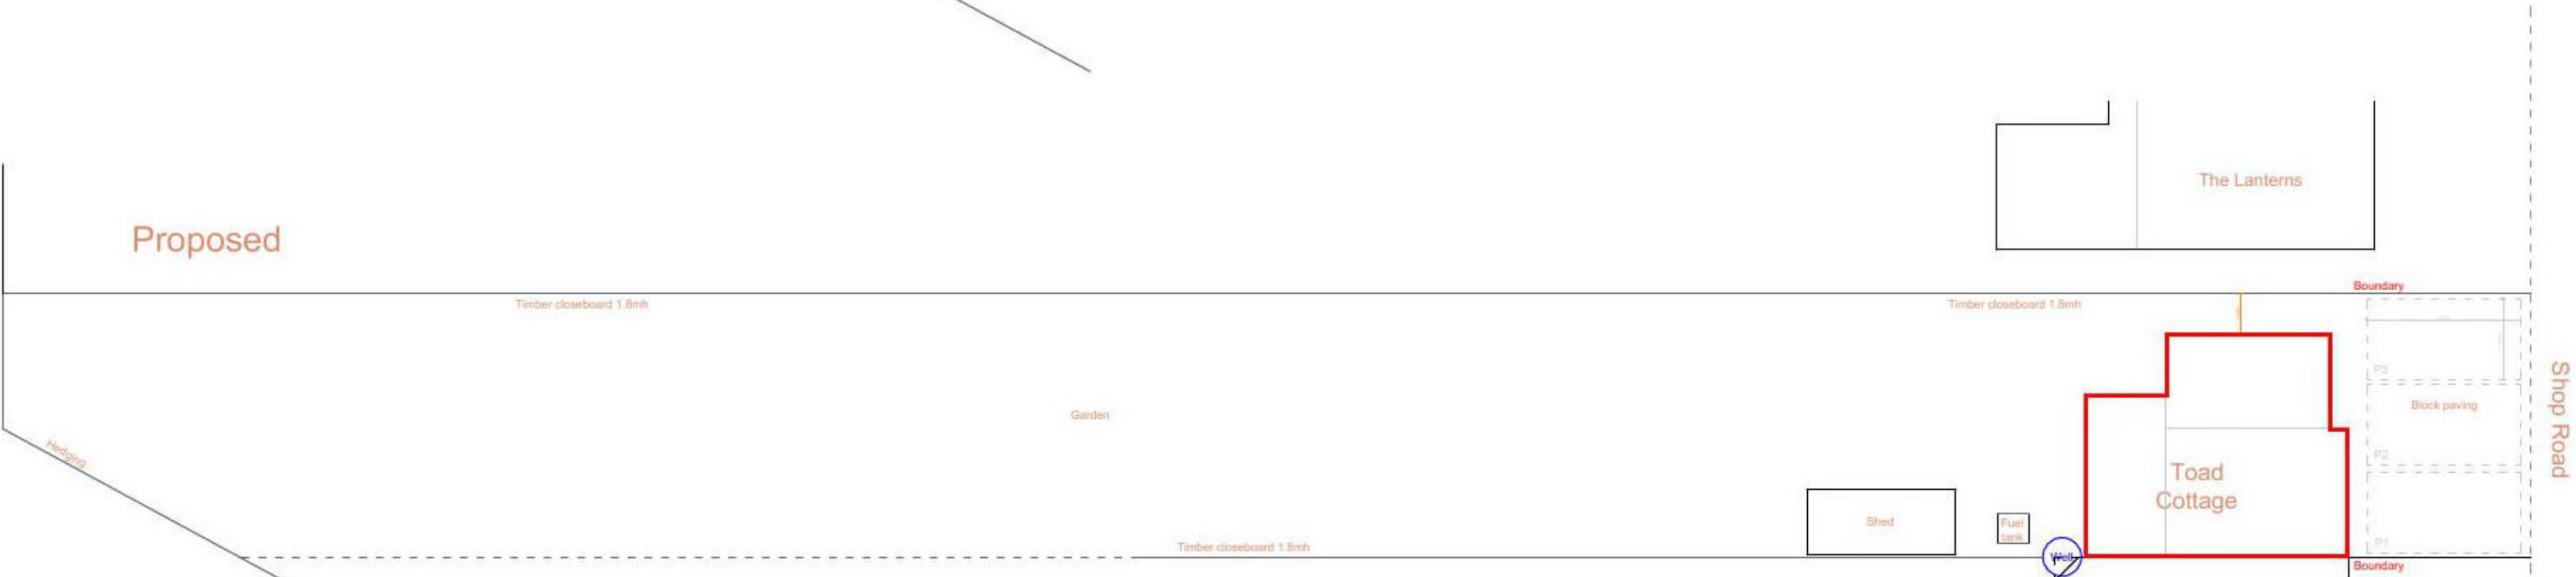 The Lanterns
Proposed
Boundary
Timber closeboard 1.8mh
Timber closeboard 1.8mh
P3
Block paving
Shop Road
Garden
Hedging
P2
Toad
Cottage
Shed
Fuel
tank
P1
Timber closeboard 1.8mh
Well
Boundary